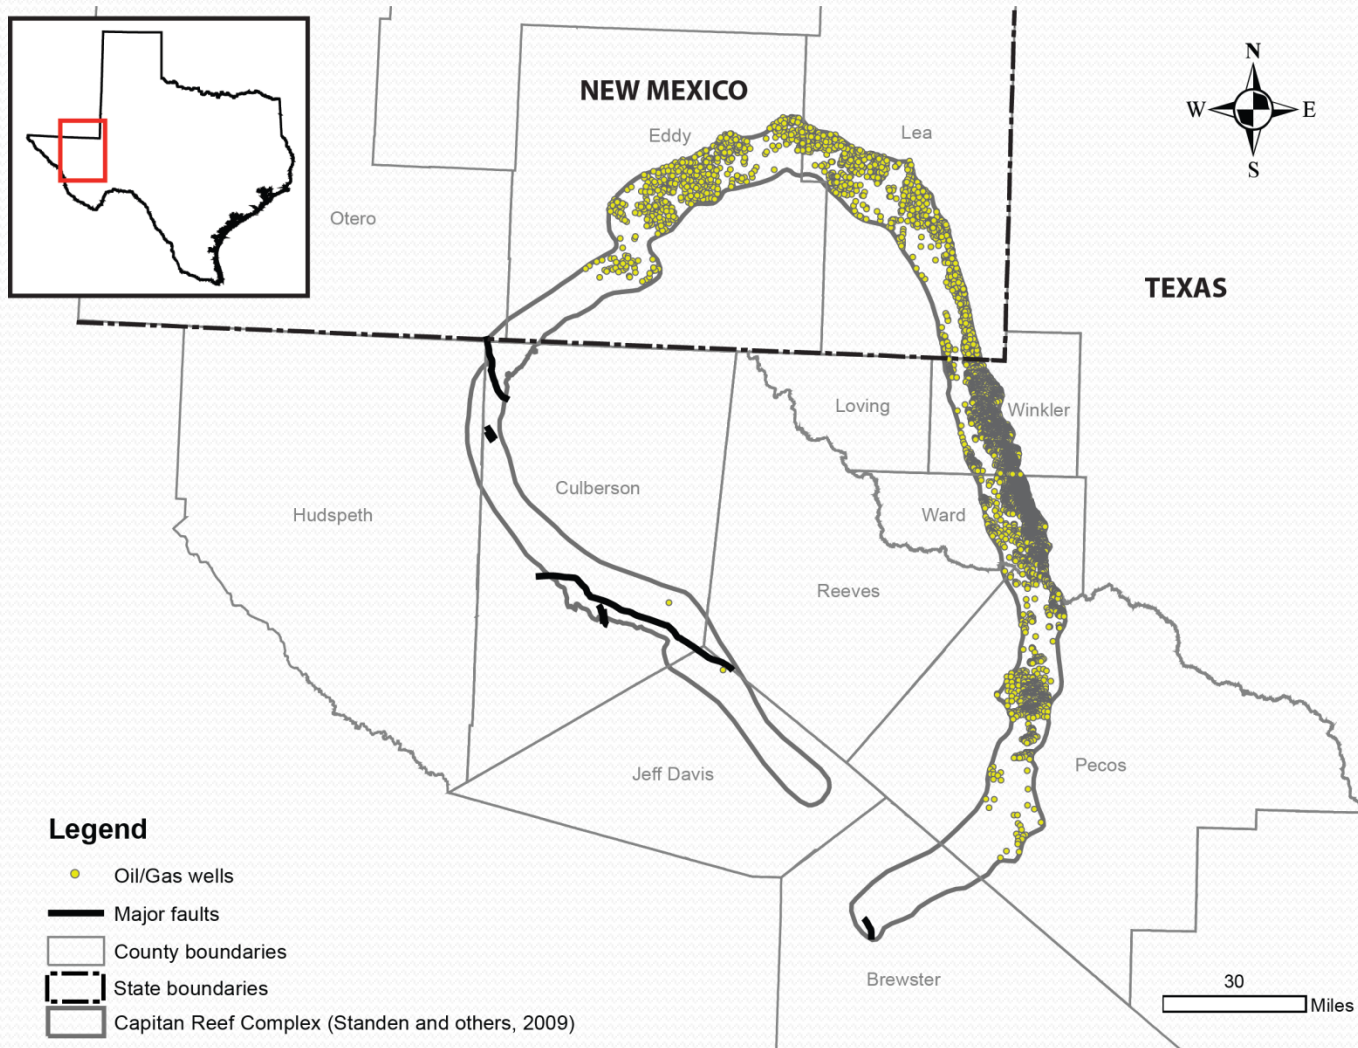 N
W
E
S
NEW MEXICO
Eddy
Lea
Otero
TEXAS
Loving
Winkler
Culberson
Hudspeth
Ward
Reeves
Jeff Davis
Pecos
Brewster
Legend
Oil/Gas wells
Major faults
County boundaries
State boundaries
Capitan Reef Complex (Standen and others, 2009)
30
Miles